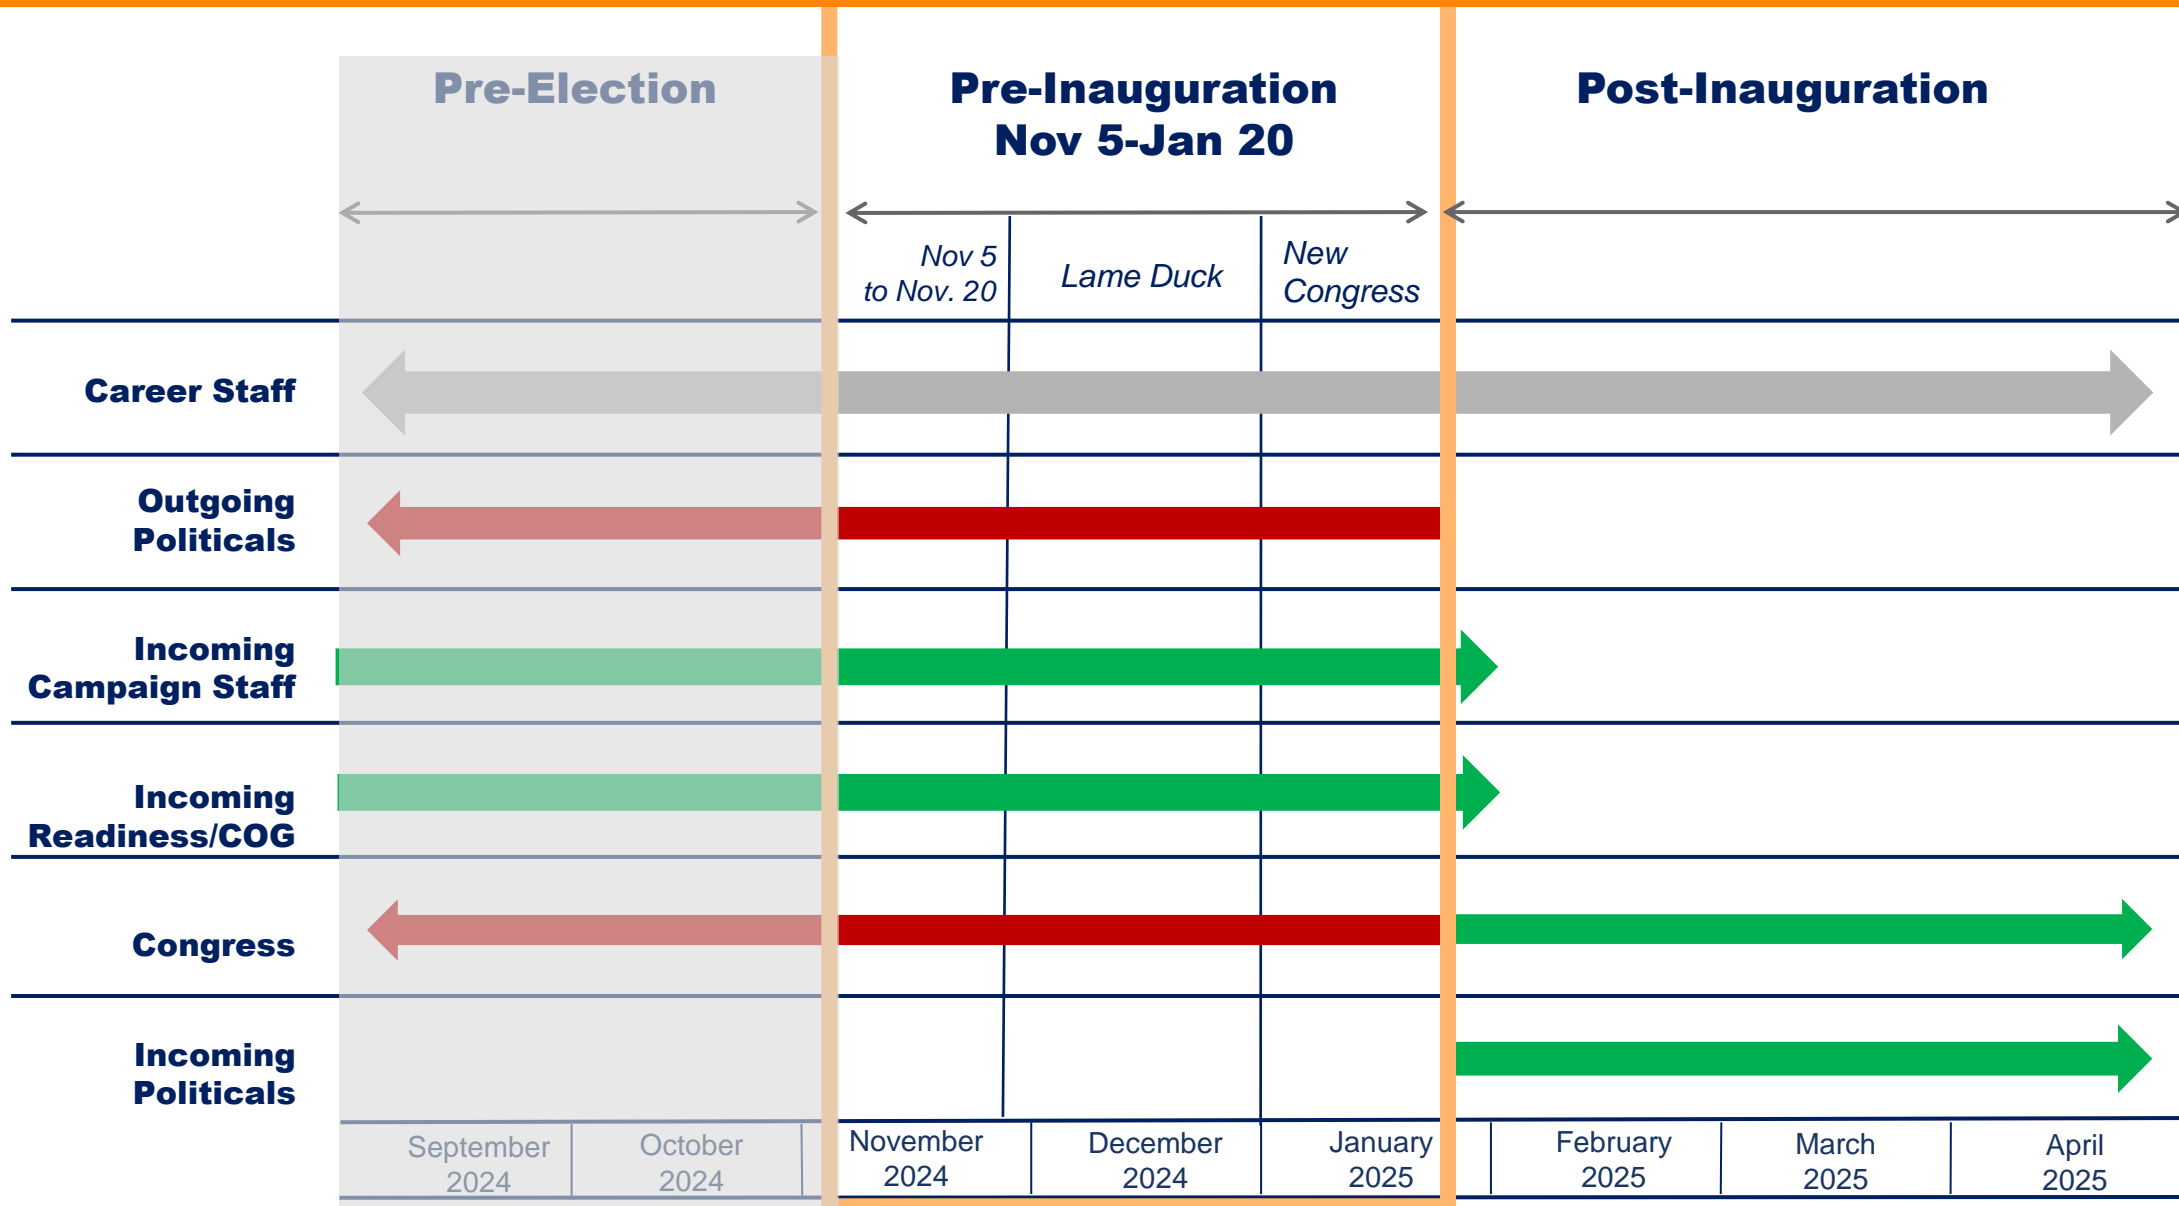 Pre-Election
Pre-Inauguration
Nov 5-Jan 20
Post-Inauguration
Nov 5
to Nov. 20
Lame Duck
New
Congress
Career Staff
Outgoing
Politicals
Incoming
Campaign Staff
Incoming
Readiness/COG
Congress
Incoming
Politicals
September
2024
October
2024
November
2024
December
2024
January
2025
February
2025
March
2025
April
2025